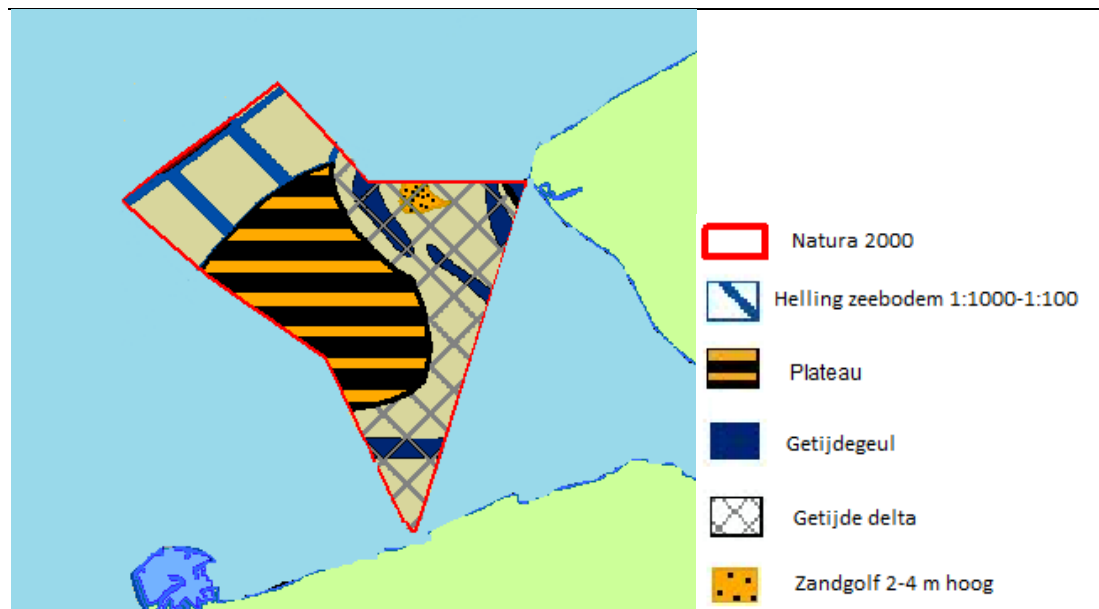 Natura 2000
Helling zeebodem 1:1000-1:100
Plateau
Getijdegeul
Getijde delta
Zandgolf 2-4 m hoog